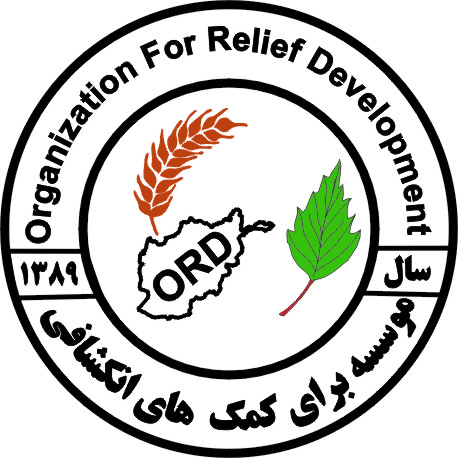 Organization For Relief Development
ORD
سال
۱۳۸۹
موسسه برای کمک های انکشافی